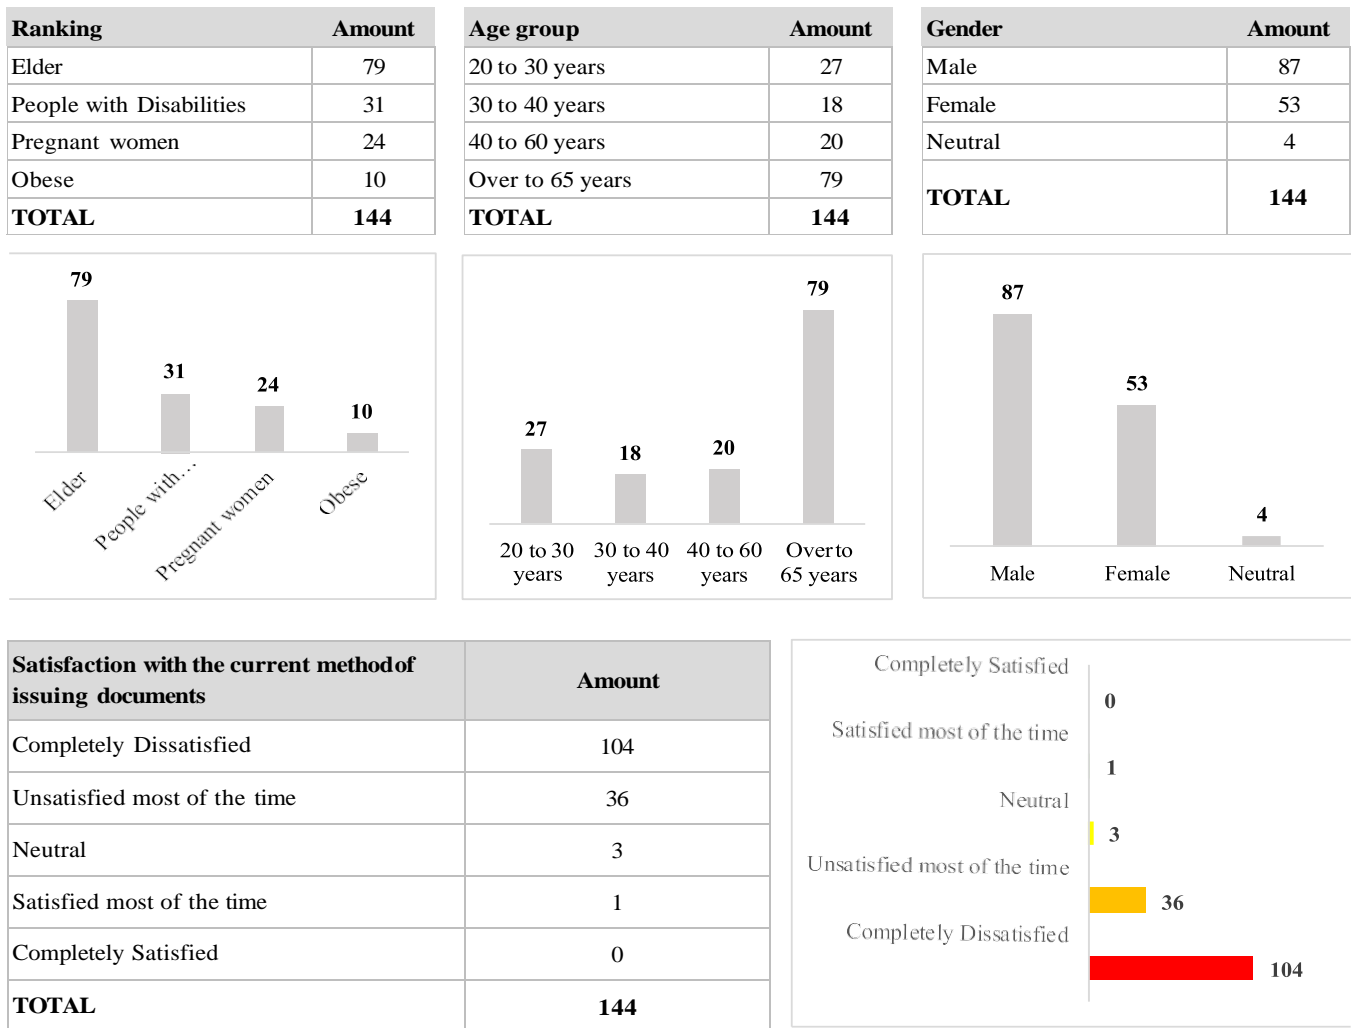 Ranking Amount
Elder 79
People with Disabilities 31
Pregnant women 24
Obese 10
TOTAL 144
Age group Amount
20 to 30 years 27
30 to 40 years 18
40 to 60 years 20
Over to 65 years 79
TOTAL 144
Gender Amount
Male 87
Female 53
Neutral 4
TOTAL 144
79
31
24
10
Elder
People with...
Pregnant women
Obese
27
18
20
79
20 to 30 years
30 to 40 years
40 to 60 years
Over to 65 years
87
53
4
Male
Female
Neutral
Satisfaction with the current method of
issuing documents
Amount
Completely Dissatisfied 104
Unsatisfied most of the time 36
Neutral 3
Satisfied most of the time 1
Completely Satisfied 0
TOTAL 144
Completely Satisfied
0
Satisfied most of the time
1
Neutral
3
Unsatisfied most of the time
36
Completely Dissatisfied
104